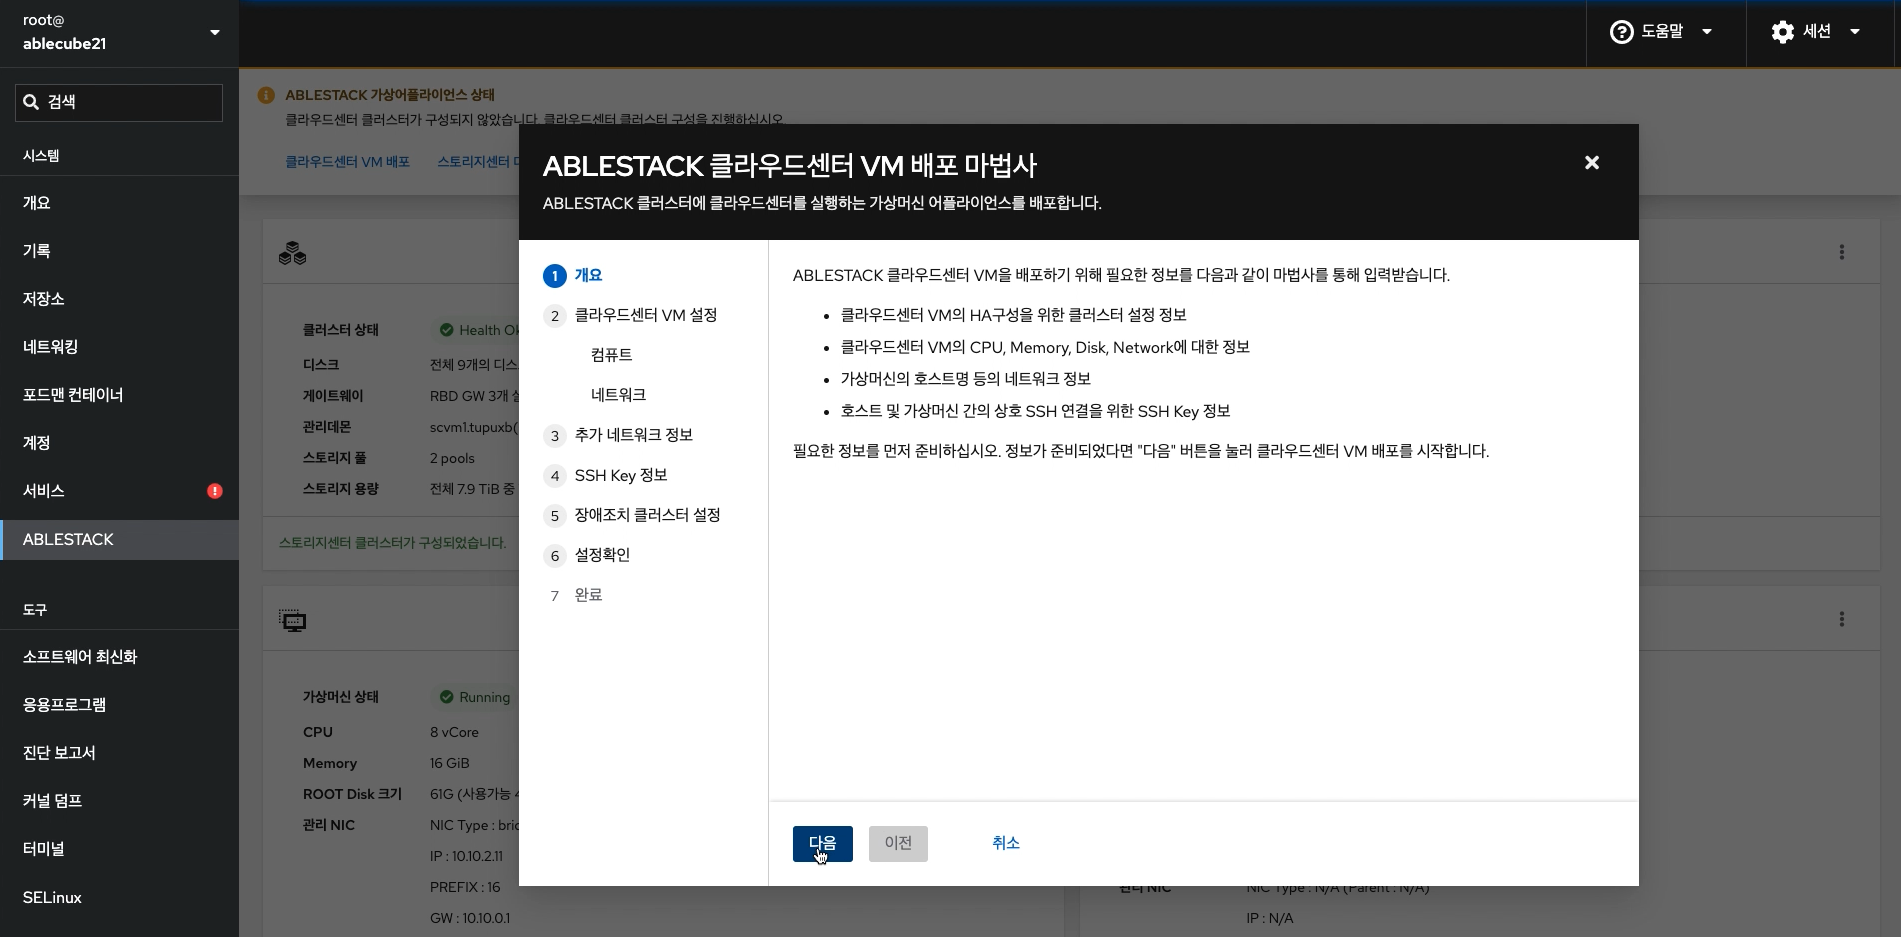 root@
ablecube21
도움말
세션
검색
시스템
개요
기록
저장소
네트워킹
포드맨 컨테이너
계정
서비스
ABLESTACK
도구
소프트웨어 최신화
응용프로그램
진단 보고서
커널 덤프
터미널
SELinux
ABLESTACK 가상어플라이언스 상태
클라우드센터 클러스터가 구성되지 않았습니다. 클라우드센터 클러스터 구성을 진행하십시오.
클라우드센터 VM 배포
스토리지센터
클러스터 상태
Health Ok
디스크
전체 9개의 디스
게이트웨이
RBD GW 3개
관리데몬
scvm1.tupuxb(
스토리지 풀
2 pools
스토리지 용량
전체 7.9 TiB 중
스토리지센터 클러스터가 구성되었습니다.
가상머신 상태
Running
CPU
8 vCore
Memory
16 GiB
ROOT Disk 크기
61G (사용가능
관리 NIC
NIC Type : bric
IP : 10.10.2.11
PREFIX : 16
GW : 10.10.0.1
ABLESTACK 클라우드센터 VM 배포 마법사
ABLESTACK 클러스터에 클라우드센터를 실행하는 가상머신 어플라이언스를 배포합니다.
1 개요
2 클라우드센터 VM 설정
컴퓨트
네트워크
3 추가 네트워크 정보
4 SSH Key 정보
5 장애조치 클러스터 설정
6 설정확인
7 완료
ABLESTACK 클라우드센터 VM을 배포하기 위해 필요한 정보를 다음과 같이 마법사를 통해 입력받습니다.
• 클라우드센터 VM의 HA구성을 위한 클러스터 설정 정보
• 클라우드센터 VM의 CPU, Memory, Disk, Network에 대한 정보
• 가상머신의 호스트명 등의 네트워크 정보
• 호스트 및 가상머신 간의 상호 SSH 연결을 위한 SSH Key 정보
필요한 정보를 먼저 준비하십시오. 정보가 준비되었다면 "다음" 버튼을 눌러 클라우드센터 VM 배포를 시작합니다.
다음
이전
취소
관리 NIC
NIC Type : N/A (Parent : N/A)
IP : N/A